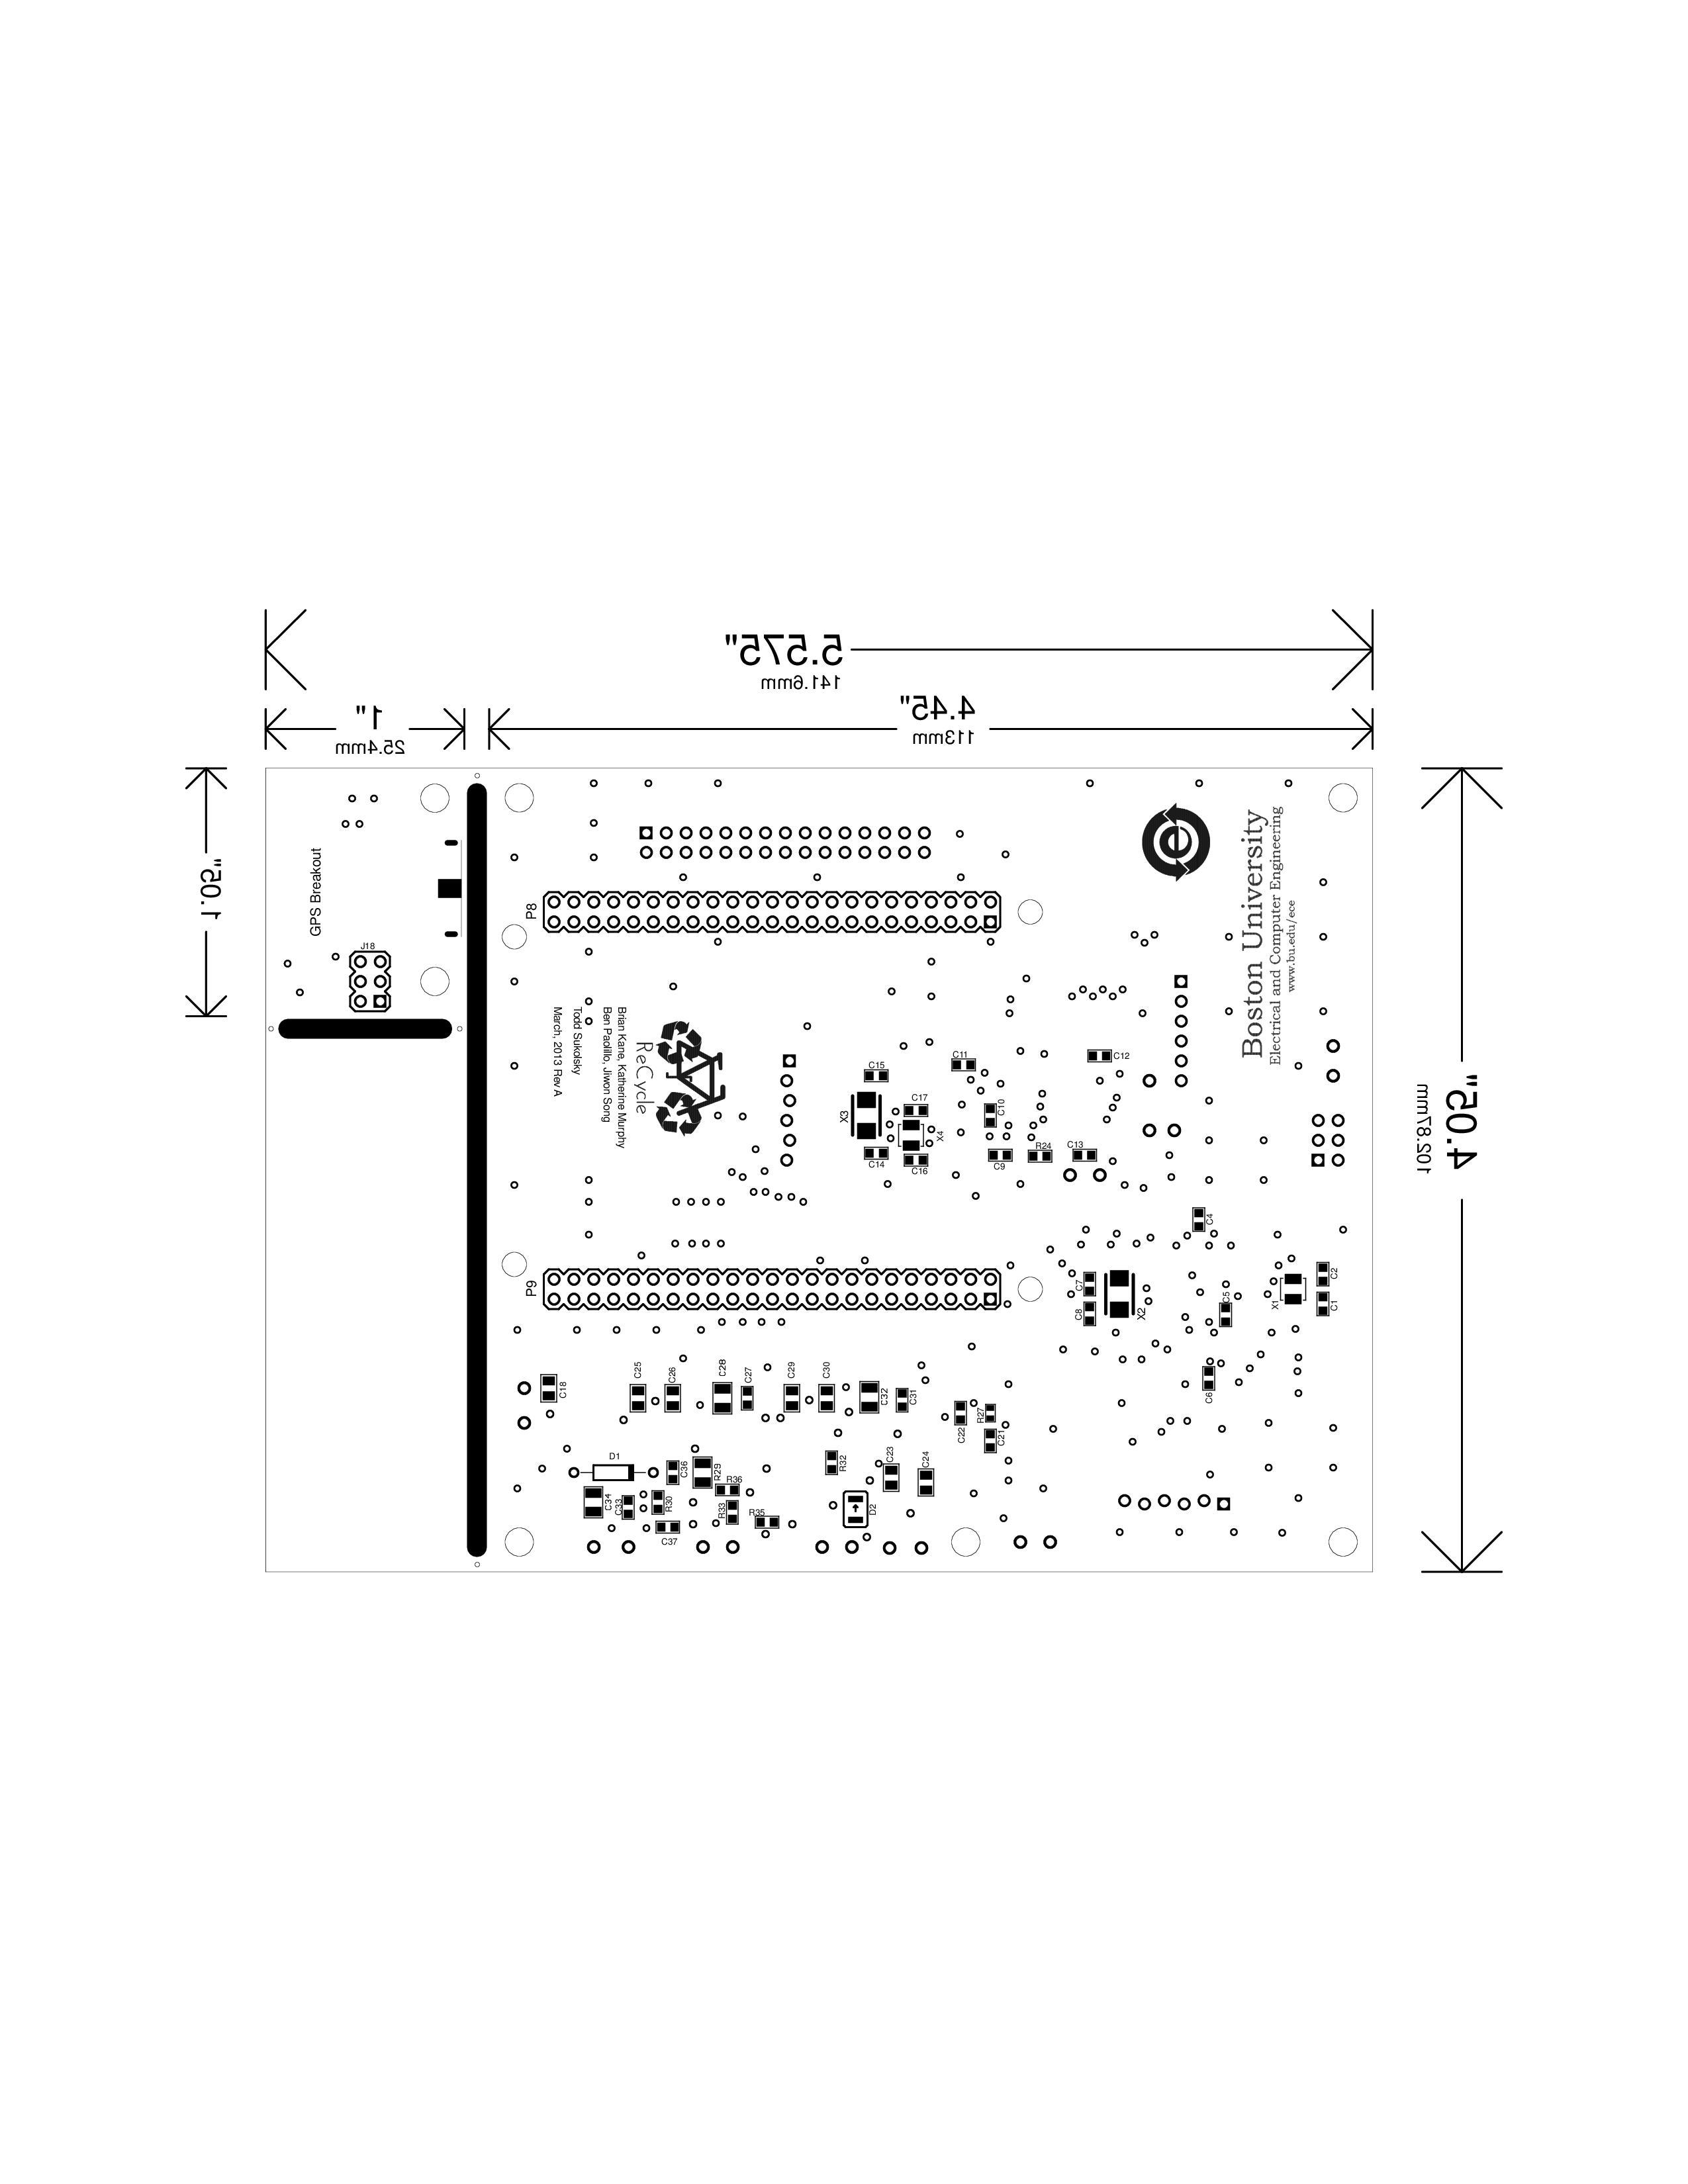 5.575"
141.6mm
4.45"
113mm
1"
25.4mm
1.05"
4.05"
102.87mm
GPS Breakout
J18
P8
Boston University
Electrical and Computer Engineering
www.bu.edu/ece
ReCycle
Brian Kane, Katherine Murphy
Ben Paolillo, Jiwon Song
Todd Sukolsky
March, 2013 Rev A
C15
X3
C14
C17
X4
C16
C11
C10
C9
R24
C13
C12
P9
C4
C7
C8
X2
C5
X1
C2
C1
C6
C18
C25
C26
C28
C27
C29
C30
C32
C31
C22
R27
C21
D1
C36
R29
R36
C34
C33
R30
R33
R35
C37
R32
C23
C24
D2